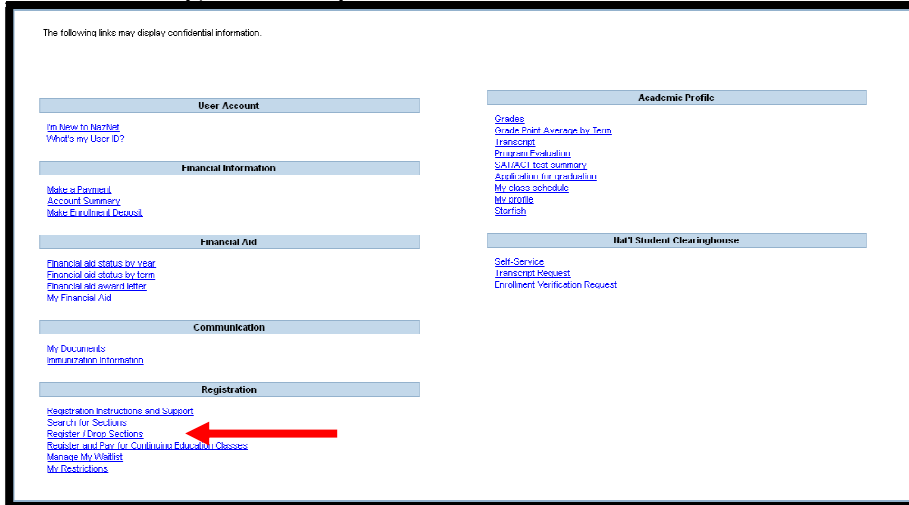 The following links may display confidential information.
User Account
I'm New to NazNet
What's my User ID?
Financial Information
Make a Payment
Account Summary
Make Enrollment Deposit
Financial Aid
Financial aid status by year
Financial aid status by term
Financial aid award letter
My Financial Aid
Communication
My Documents
Immunization Information
Registration
Registration Instructions and Support
Search for Sections
Register / Drop Sections
Register and Pay for Continuing Education Classes
Manage My Waitlist
My Restrictions
Academic Profile
Grades
Grade Point Average by Term
Transcript
Program Evaluation
SAT/ACT test summary
Application for graduation
My class schedule
My profile
Starfish
Nat'l Student Clearinghouse
Self-Service
Transcript Request
Enrollment Verification Request